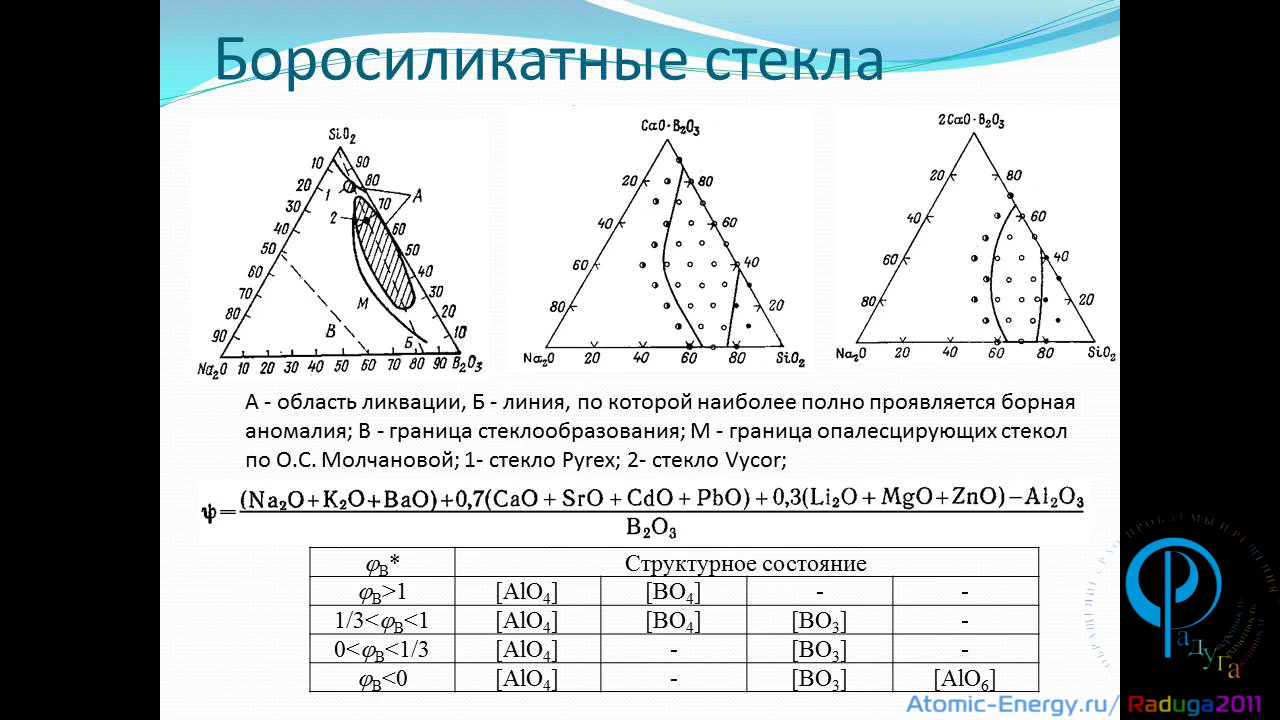 Боросиликатные стекла
SiO₂
10 90
20 1 80 А
30 2 70
40 60
50 50
60 40
70 М 30
80 В 20
90 Б 10
Na₂O 10 20 30 40 50 60 70 80 90 B₂O₃
CaO·B₂O₃
20 80
40 60
60 40
80 20
Na₂O 20 40 60 80 SiO₂
2CaO·B₂O₃
20 80
40 60
60 40
80 20
Na₂O 20 40 60 80 SiO₂
А - область ликвации, Б - линия, по которой наиболее полно проявляется борная
аномалия; В - граница стеклообразования; М - граница опалесцирующих стекол
по О.С. Молчановой; 1- стекло Pyrex; 2- стекло Vycor;
ψ = (Na₂O+K₂O+BaO)+0,7(CaO+SrO+CdO+PbO)+0,3(Li₂O+MgO+ZnO)−Al₂O₃
B₂O₃
φB* Структурное состояние
φB>1 [AlO₄] [BO₄] - -
1/3<φB<1 [AlO₄] [BO₄] [BO₃] -
0<φB<1/3 [AlO₄] - [BO₃] -
φB<0 [AlO₄] - [BO₃] [AlO₆]
Радуга
Atomic-Energy.ru/Raduga2011